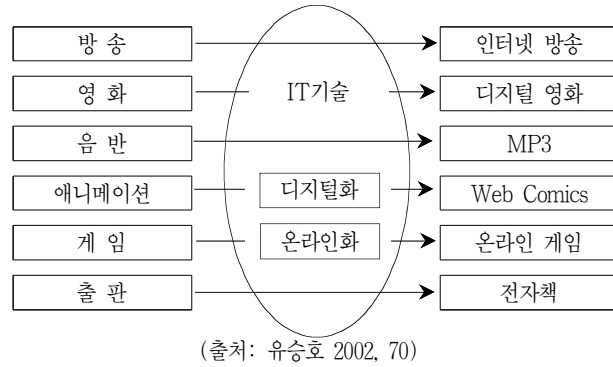 방 송 인터넷 방송
영 화 IT기술 디지털 영화
음 반 MP3
애니메이션 디지털화 Web Comics
게 임 온라인화 온라인 게임
출 판 전자책
(출처: 유승호 2002, 70)